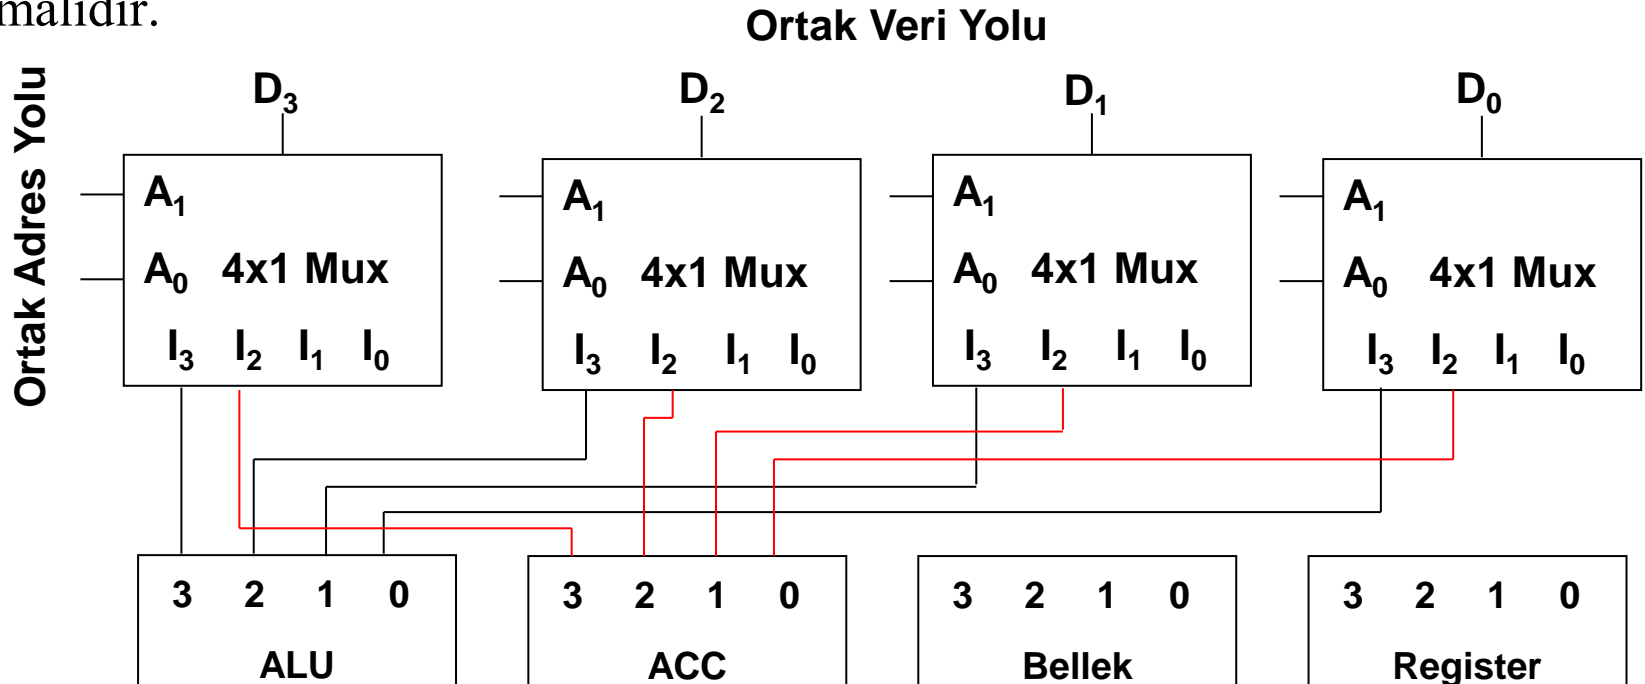 malıdır.
Ortak Veri Yolu
Ortak Adres Yolu
D3 D2 D1 D0
A1 A1 A1 A1
A0 4x1 Mux A0 4x1 Mux A0 4x1 Mux A0 4x1 Mux
I3 I2 I1 I0 I3 I2 I1 I0 I3 I2 I1 I0 I3 I2 I1 I0
3 2 1 0 3 2 1 0 3 2 1 0 3 2 1 0
ALU ACC Bellek Register